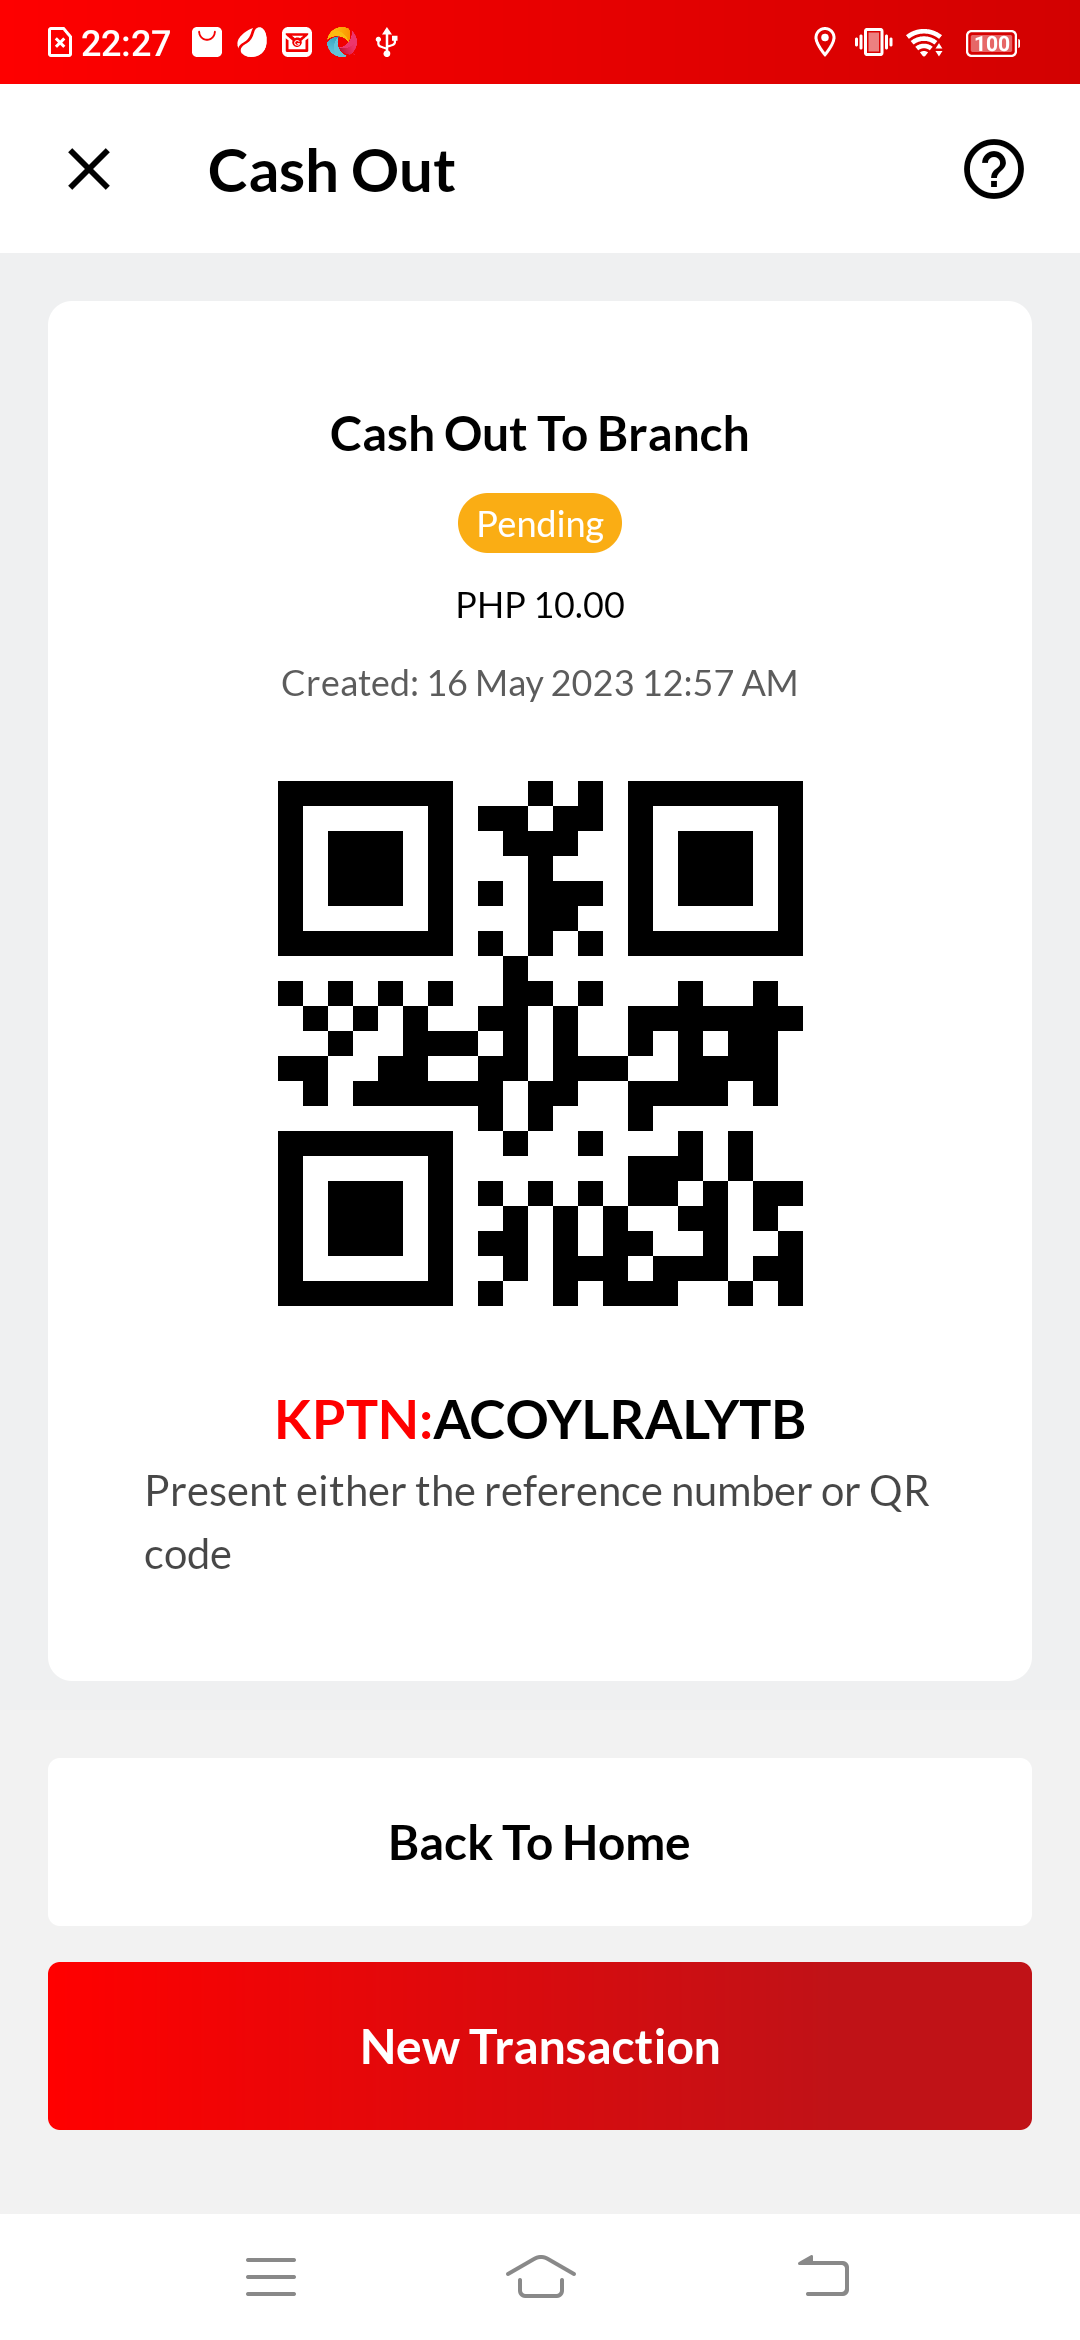 22:27
100
Cash Out
Cash Out To Branch
Pending
PHP 10.00
Created: 16 May 2023 12:57 AM
KPTN:ACOYLRALYTB
Present either the reference number or QR
code
Back To Home
New Transaction